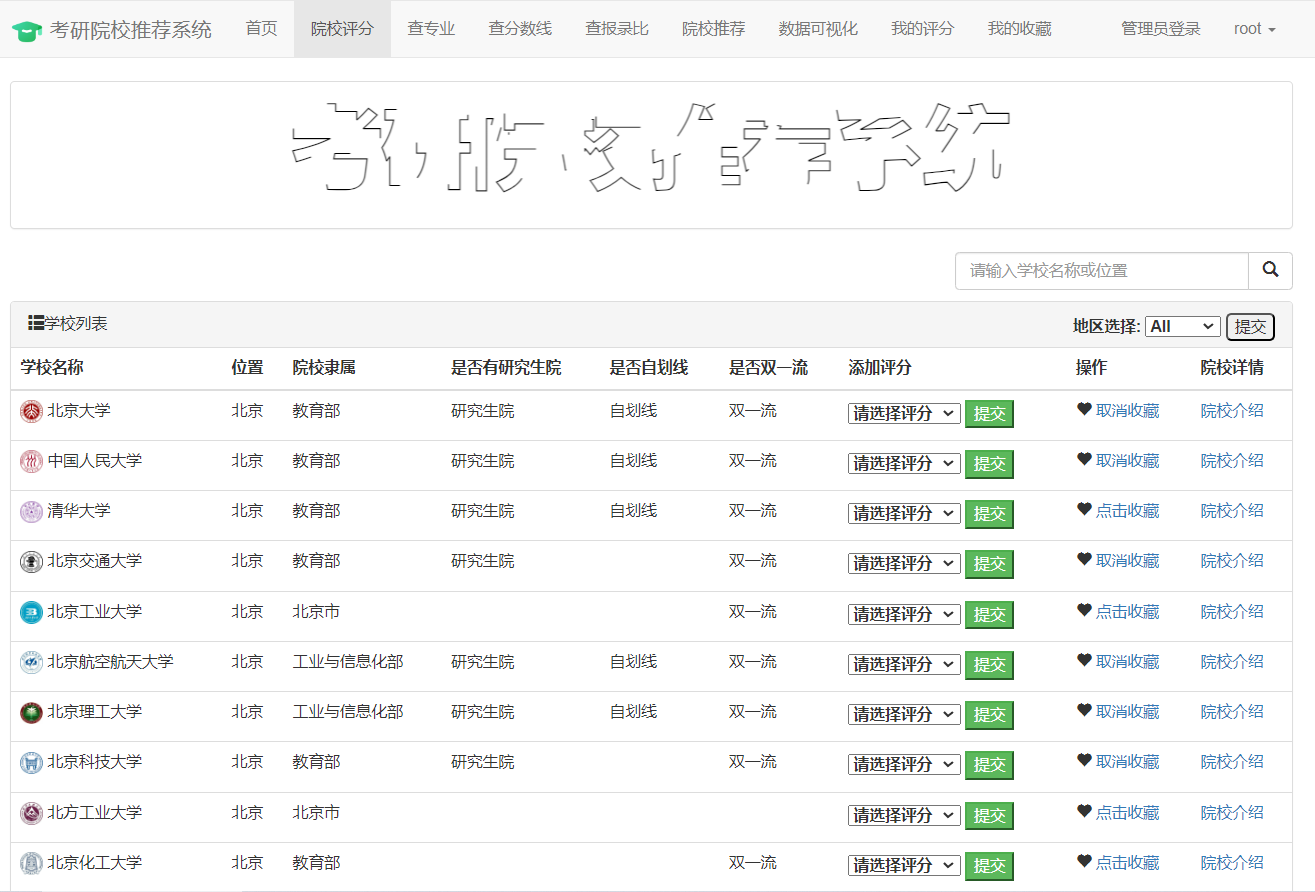 考研院校推荐系统 首页 院校评分 查专业 查分数线 查报录比 院校推荐 数据可视化 我的评分 我的收藏 管理员登录 root
请输入学校名称或位置
学校列表 地区选择: All 提交
学校名称 位置 院校隶属 是否有研究生院 是否自划线 是否双一流 添加评分 操作 院校详情
北京大学 北京 教育部 研究生院 自划线 双一流 请选择评分 提交 取消收藏 院校介绍
中国人民大学 北京 教育部 研究生院 自划线 双一流 请选择评分 提交 取消收藏 院校介绍
清华大学 北京 教育部 研究生院 自划线 双一流 请选择评分 提交 点击收藏 院校介绍
北京交通大学 北京 教育部 研究生院 双一流 请选择评分 提交 取消收藏 院校介绍
北京工业大学 北京 北京市 双一流 请选择评分 提交 点击收藏 院校介绍
北京航空航天大学 北京 工业与信息化部 研究生院 自划线 双一流 请选择评分 提交 取消收藏 院校介绍
北京理工大学 北京 工业与信息化部 研究生院 自划线 双一流 请选择评分 提交 取消收藏 院校介绍
北京科技大学 北京 教育部 研究生院 双一流 请选择评分 提交 取消收藏 院校介绍
北方工业大学 北京 北京市 请选择评分 提交 点击收藏 院校介绍
北京化工大学 北京 教育部 双一流 请选择评分 提交 点击收藏 院校介绍